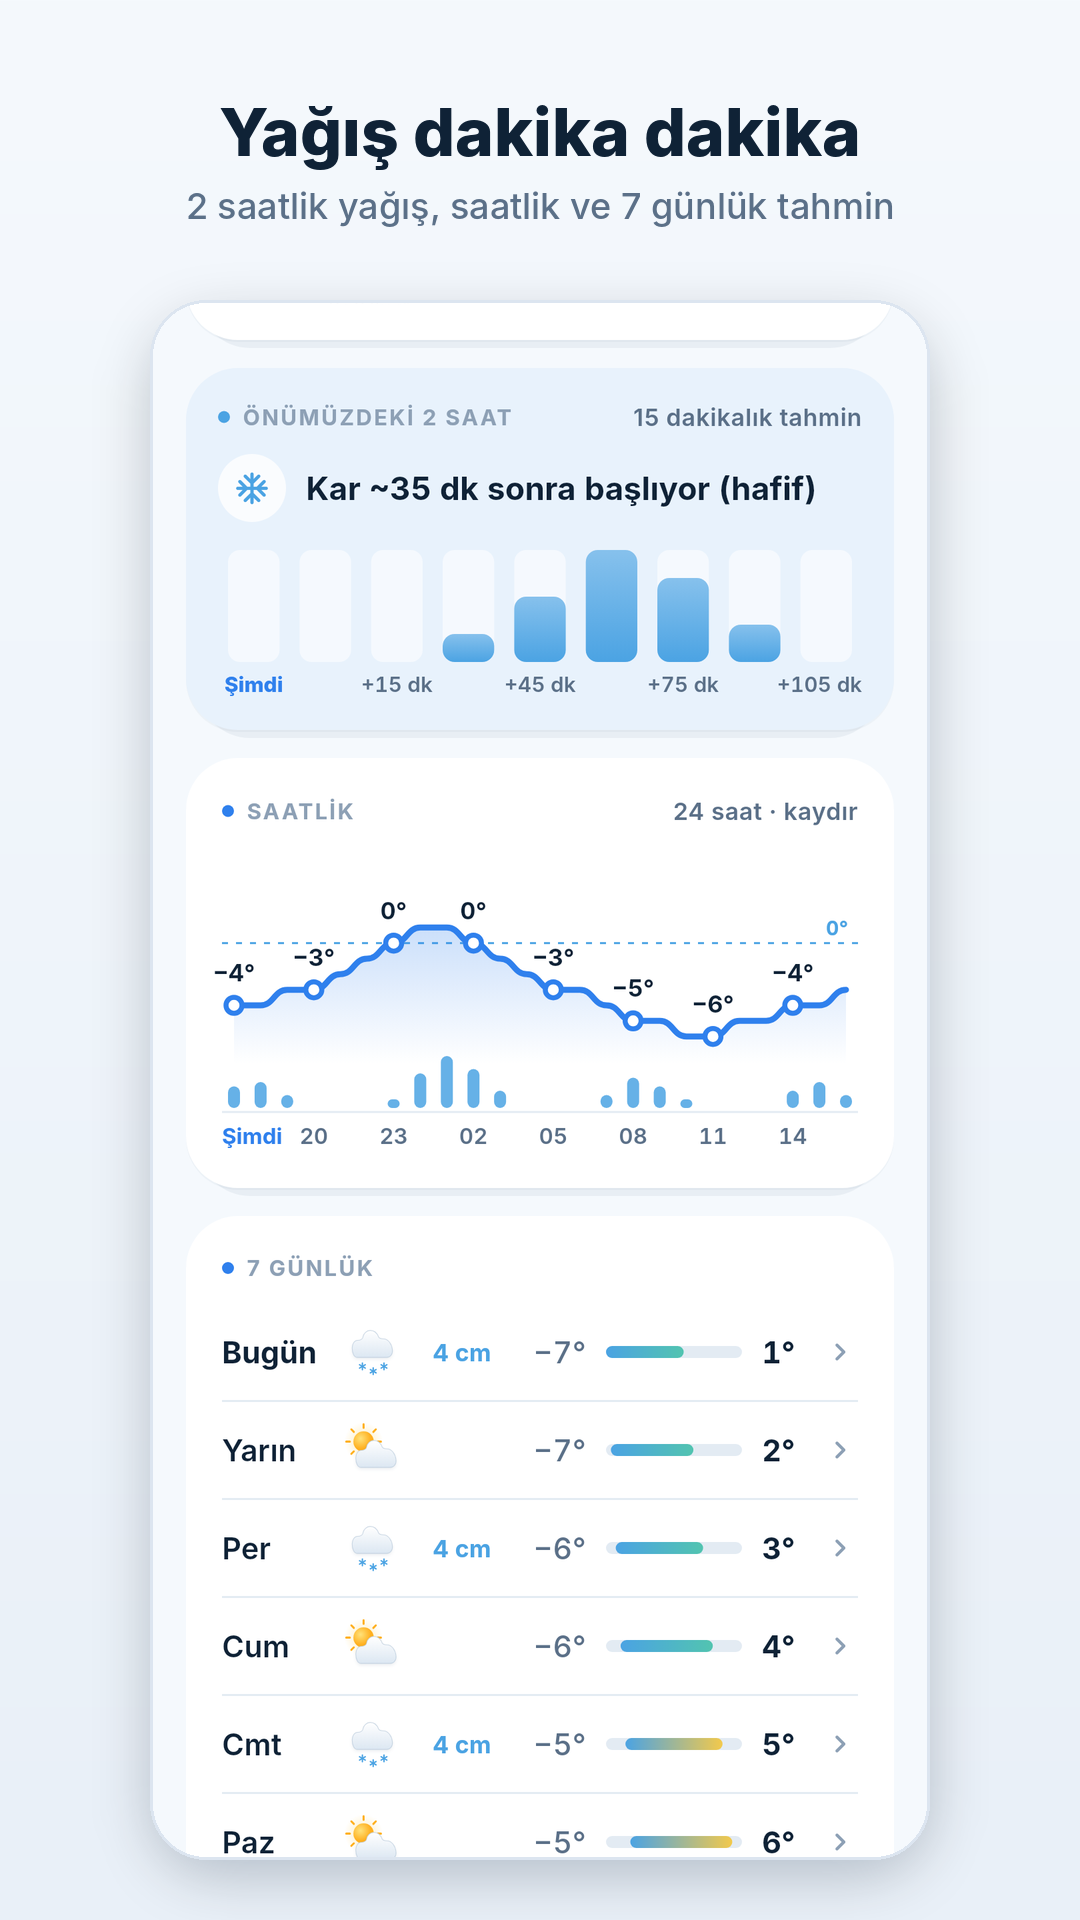 Yağış dakika dakika
2 saatlik yağış, saatlik ve 7 günlük tahmin
ÖNÜMÜZDEKİ 2 SAAT 15 dakikalık tahmin
Kar ~35 dk sonra başlıyor (hafif)
Şimdi +15 dk +45 dk +75 dk +105 dk
SAATLİK 24 saat · kaydır
0° 0° 0°
−4° −3° −3° −5° −6° −4°
Şimdi 20 23 02 05 08 11 14
7 GÜNLÜK
Bugün 4 cm −7° 1°
Yarın −7° 2°
Per 4 cm −6° 3°
Cum −6° 4°
Cmt 4 cm −5° 5°
Paz −5° 6°